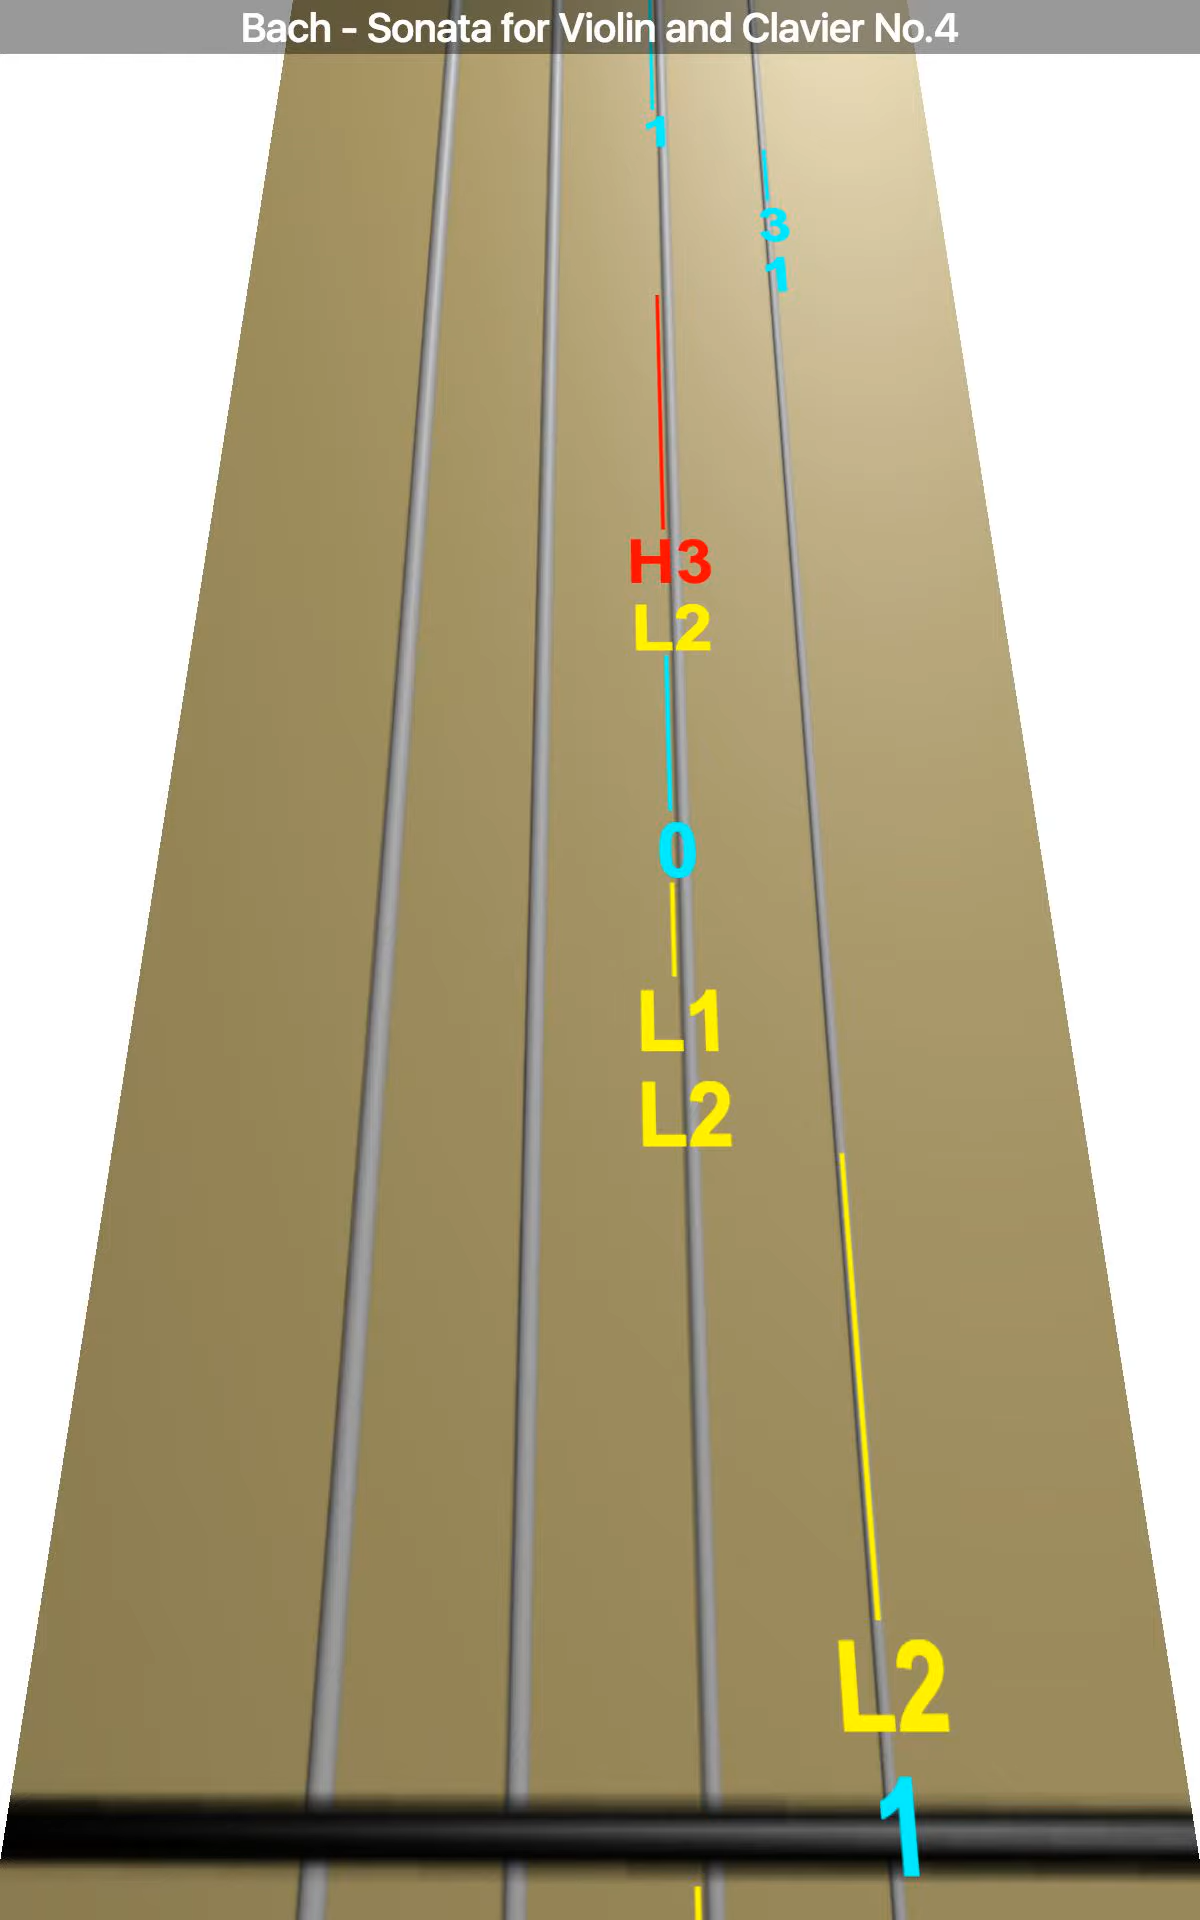 Bach - Sonata for Violin and Clavier No.4
1
3
1
H3
L2
0
L1
L2
L2
1